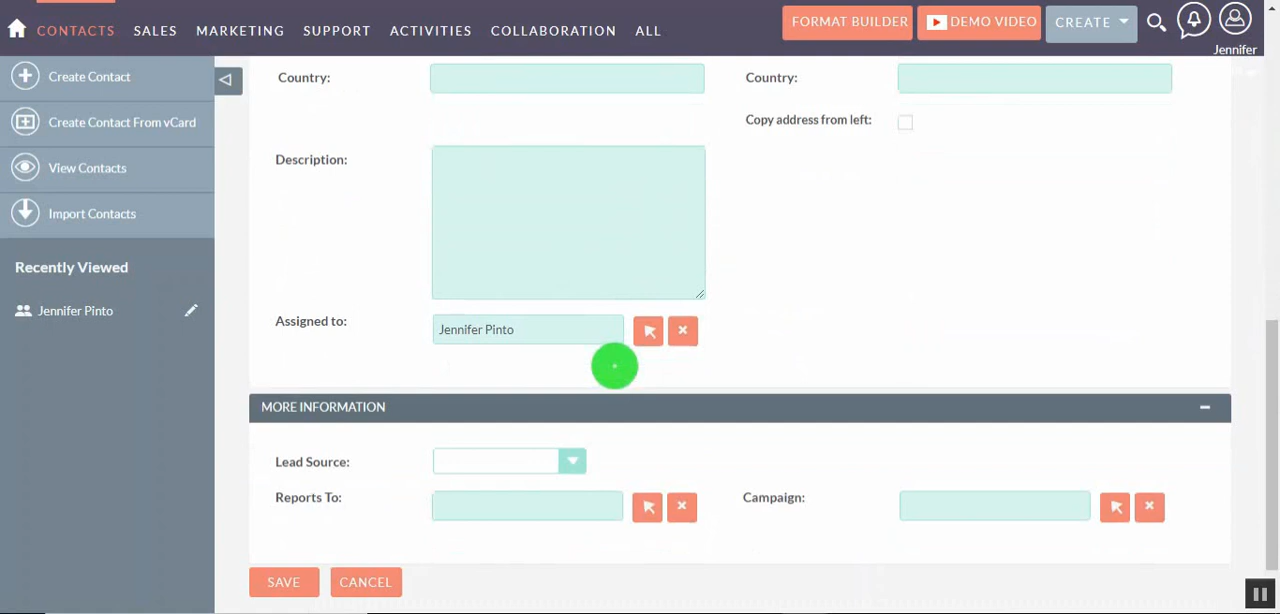 CONTACTS SALES MARKETING SUPPORT ACTIVITIES COLLABORATION ALL FORMAT BUILDER DEMO VIDEO CREATE
Jennifer
Create Contact
Create Contact From vCard
View Contacts
Import Contacts
Recently Viewed
Jennifer Pinto
Country: Country:
Copy address from left:
Description:
Assigned to: Jennifer Pinto
MORE INFORMATION
Lead Source:
Reports To: Campaign:
SAVE CANCEL